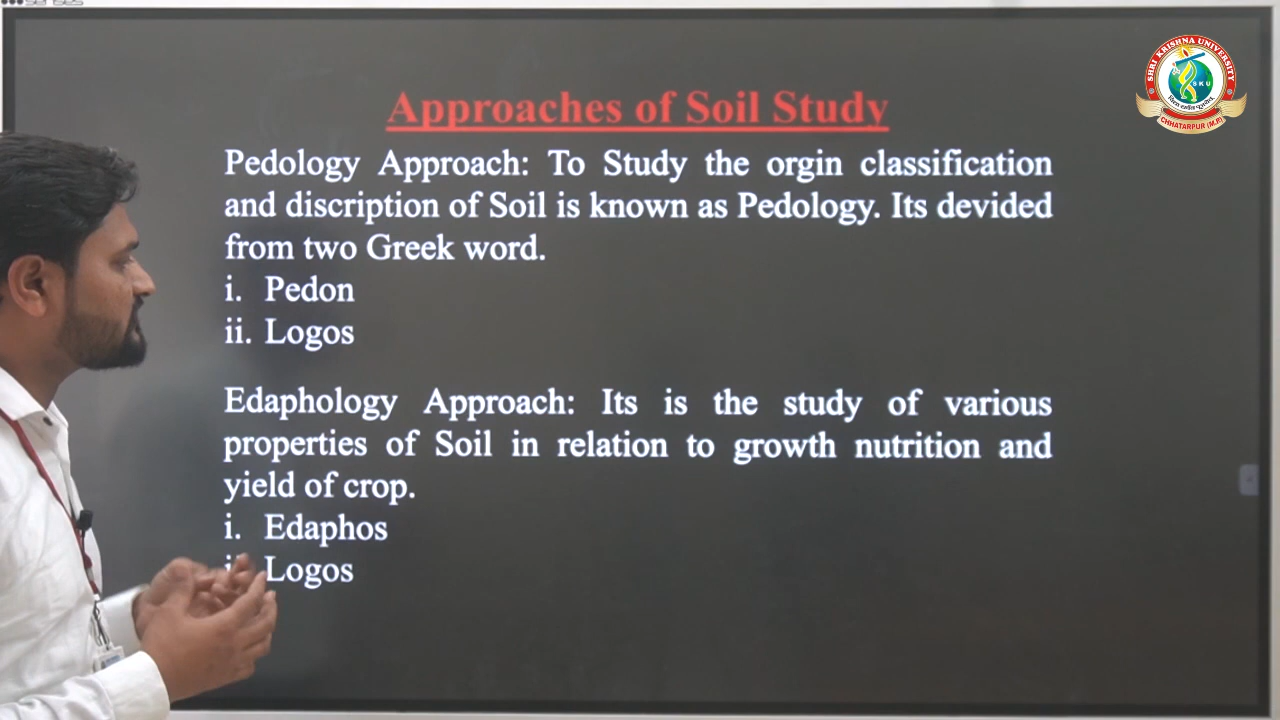 SHRI KRISHNA UNIVERSITY
SKU
CHHATARPUR (M.P.)
Approaches of Soil Study
Pedology Approach: To Study the orgin classification
and discription of Soil is known as Pedology. Its devided
from two Greek word.
i. Pedon
ii. Logos
Edaphology Approach: Its is the study of various
properties of Soil in relation to growth nutrition and
yield of crop.
i. Edaphos
Logos